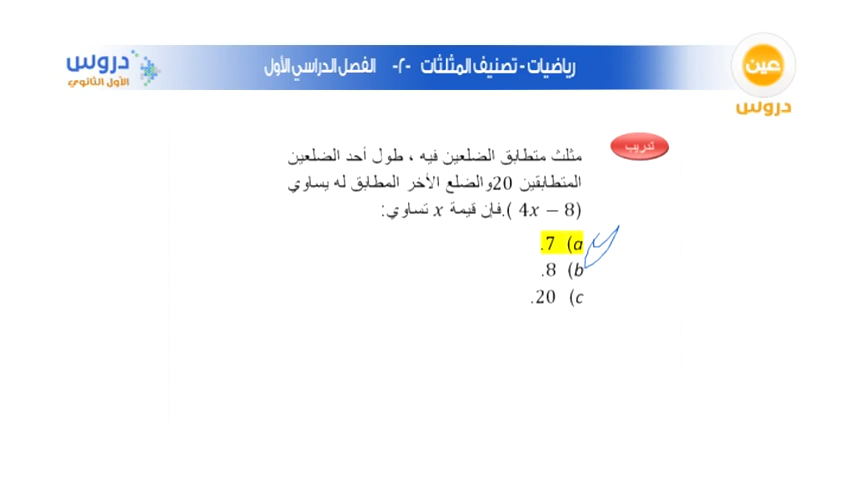 دروس
الأول الثانوي
رياضيات - تصنيف المثلثات -٢- الفصل الدراسي الأول
عين
دروس
تدريب
مثلث متطابق الضلعين فيه ، طول أحد الضلعين
المتطابقين 20والضلع الأخر المطابق له يساوي
(4x − 8 ).فإن قيمة x تساوي:
a) 7.
b) 8.
c) 20.